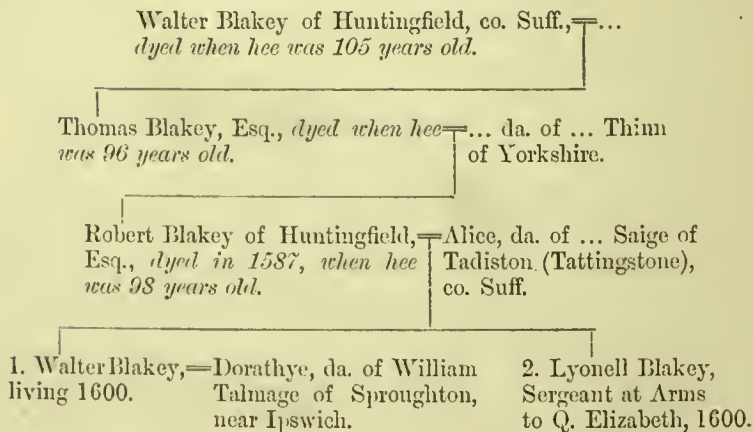 Walter Blakey of Huntingfield, co. Suff.,=...
dyed when hee was 105 years old.
Thomas Blakey, Esq., dyed when hee=... da. of ... Thinn
was 96 years old.
of Yorkshire.
Robert Blakey of Huntingfield,=Alice, da. of ... Saige of
Esq., dyed in 1587, when hee
was 98 years old.
Tadiston (Tattingstone),
co. Suff.
1. Walter Blakey,=Dorathye, da. of William
living 1600.
Talmage of Sproughton,
near Ipswich.
2. Lyonell Blakey,
Sergeant at Arms
to Q. Elizabeth, 1600.